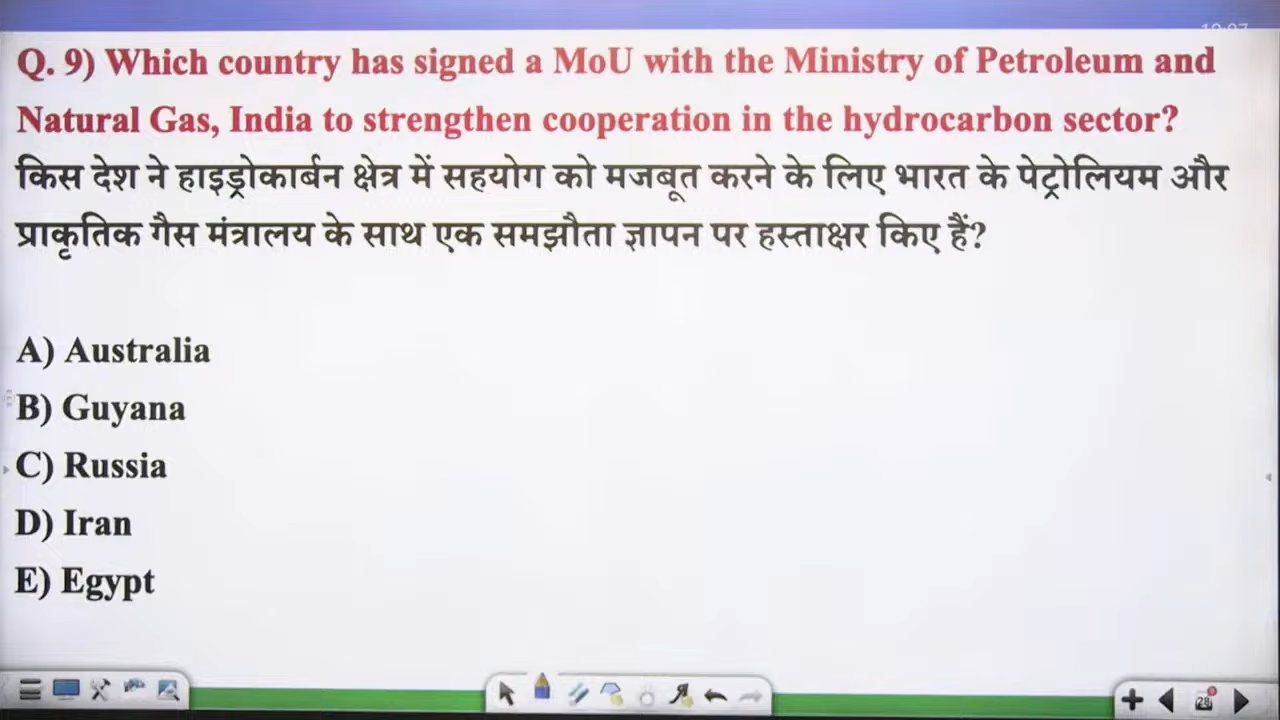 Q. 9) Which country has signed a MoU with the Ministry of Petroleum and
Natural Gas, India to strengthen cooperation in the hydrocarbon sector?
किस देश ने हाइड्रोकार्बन क्षेत्र में सहयोग को मजबूत करने के लिए भारत के पेट्रोलियम और
प्राकृतिक गैस मंत्रालय के साथ एक समझौता ज्ञापन पर हस्ताक्षर किए हैं?
A) Australia
B) Guyana
C) Russia
D) Iran
E) Egypt
28